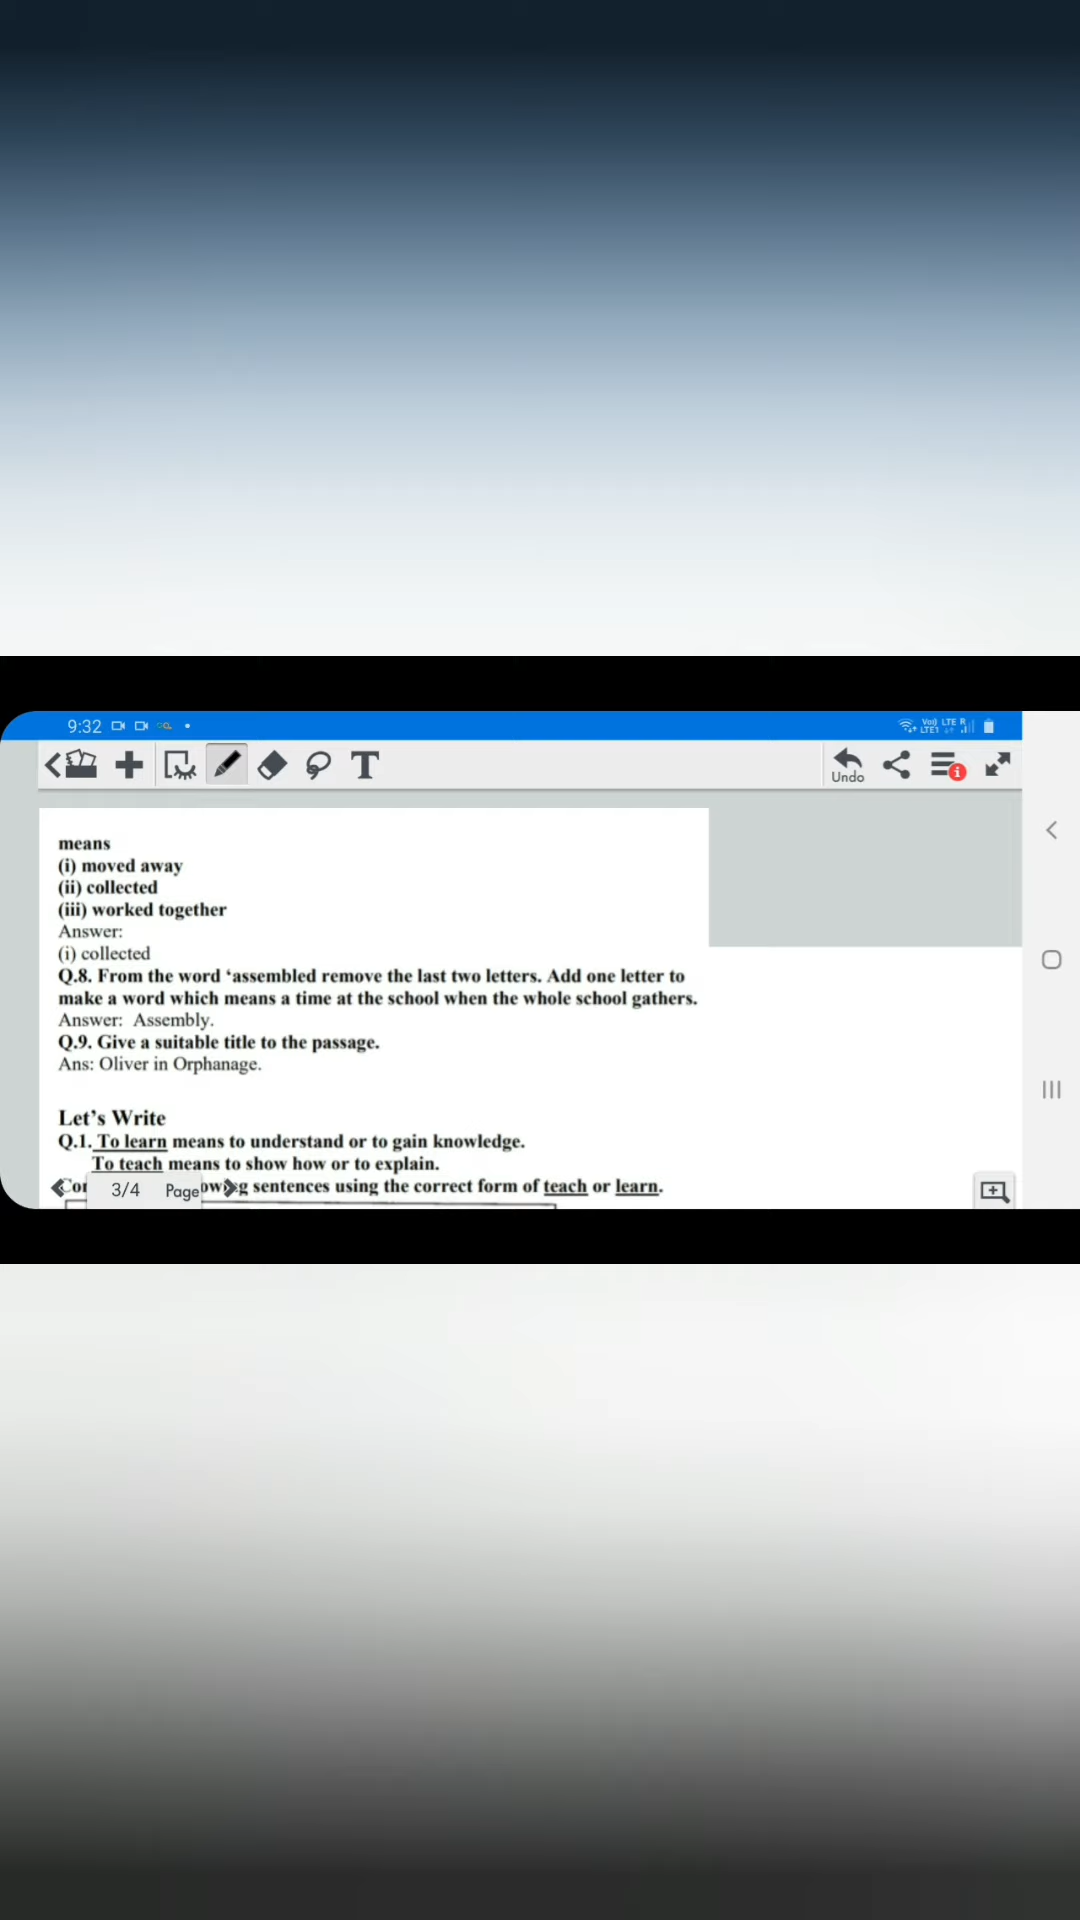 9:32
Vo) LTE R
LTE1
Undo
means
(i) moved away
(ii) collected
(iii) worked together
Answer:
(i) collected
Q.8. From the word ‘assembled remove the last two letters. Add one letter to
make a word which means a time at the school when the whole school gathers.
Answer: Assembly.
Q.9. Give a suitable title to the passage.
Ans: Oliver in Orphanage.
Let’s Write
Q.1. To learn means to understand or to gain knowledge.
To teach means to show how or to explain.
sentences using the correct form of teach or learn.
3/4 Page